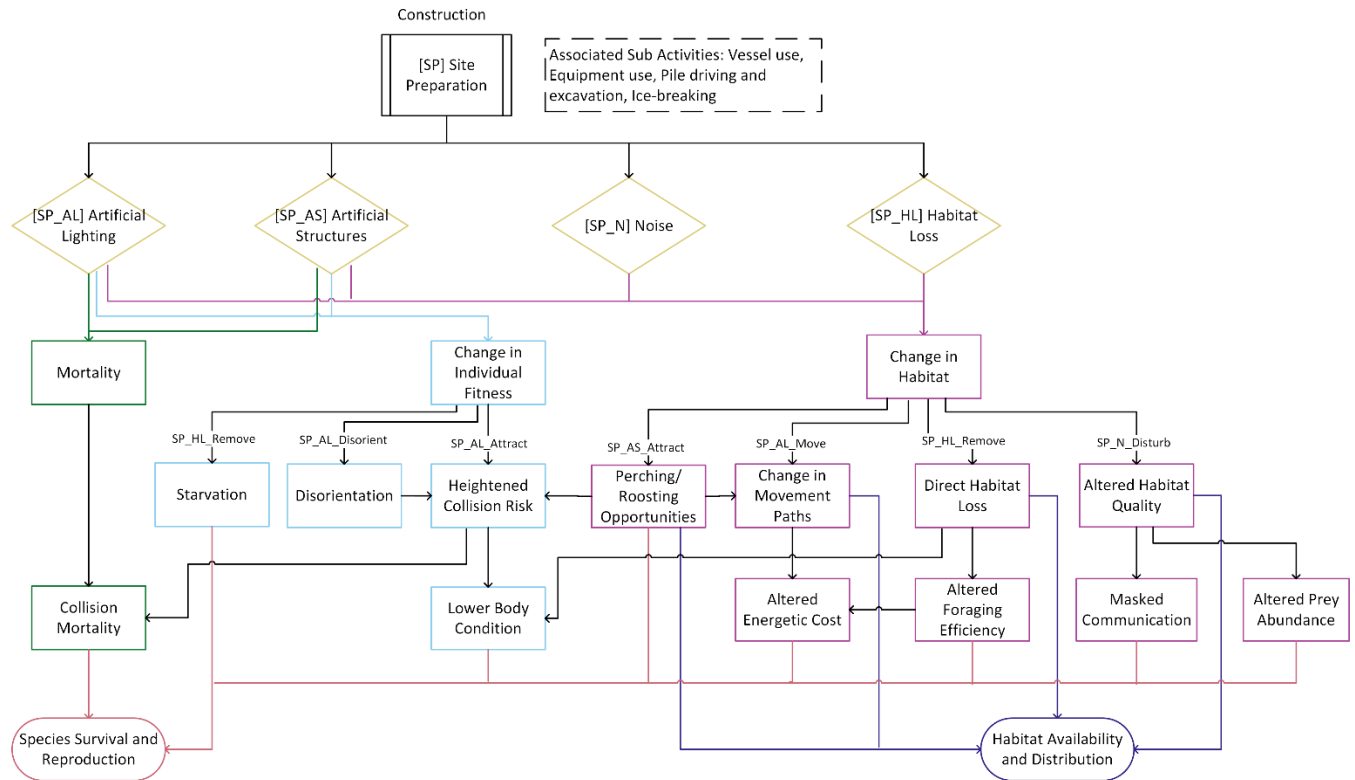 Construction
[SP] Site
Preparation
Associated Sub Activities: Vessel use,
Equipment use, Pile driving and
excavation, Ice-breaking
[SP_AL] Artificial
Lighting
[SP_AS] Artificial
Structures
[SP_N] Noise
[SP_HL] Habitat
Loss
Mortality
Change in
Individual
Fitness
Change in
Habitat
SP_HL_Remove
SP_AL_Disorient
SP_AL_Attract
SP_AS_Attract
SP_AL_Move
SP_HL_Remove
SP_N_Disturb
Starvation
Disorientation
Heightened
Collision Risk
Perching/
Roosting
Opportunities
Change in
Movement
Paths
Direct Habitat
Loss
Altered Habitat
Quality
Collision
Mortality
Lower Body
Condition
Altered
Energetic Cost
Altered
Foraging
Efficiency
Masked
Communication
Altered Prey
Abundance
Species Survival and
Reproduction
Habitat Availability
and Distribution